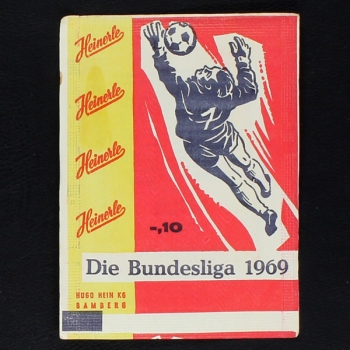 Heinerle
Heinerle
Heinerle
Heinerle
-,10
Die Bundesliga 1969
HUGO HEIN KG
BAMBERG